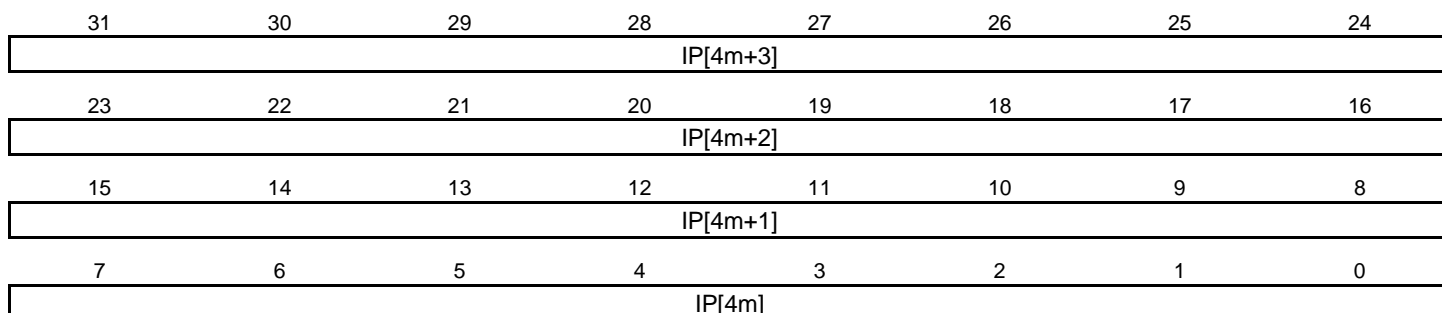 31 30 29 28 27 26 25 24
IP[4m+3]
23 22 21 20 19 18 17 16
IP[4m+2]
15 14 13 12 11 10 9 8
IP[4m+1]
7 6 5 4 3 2 1 0
IP[4m]